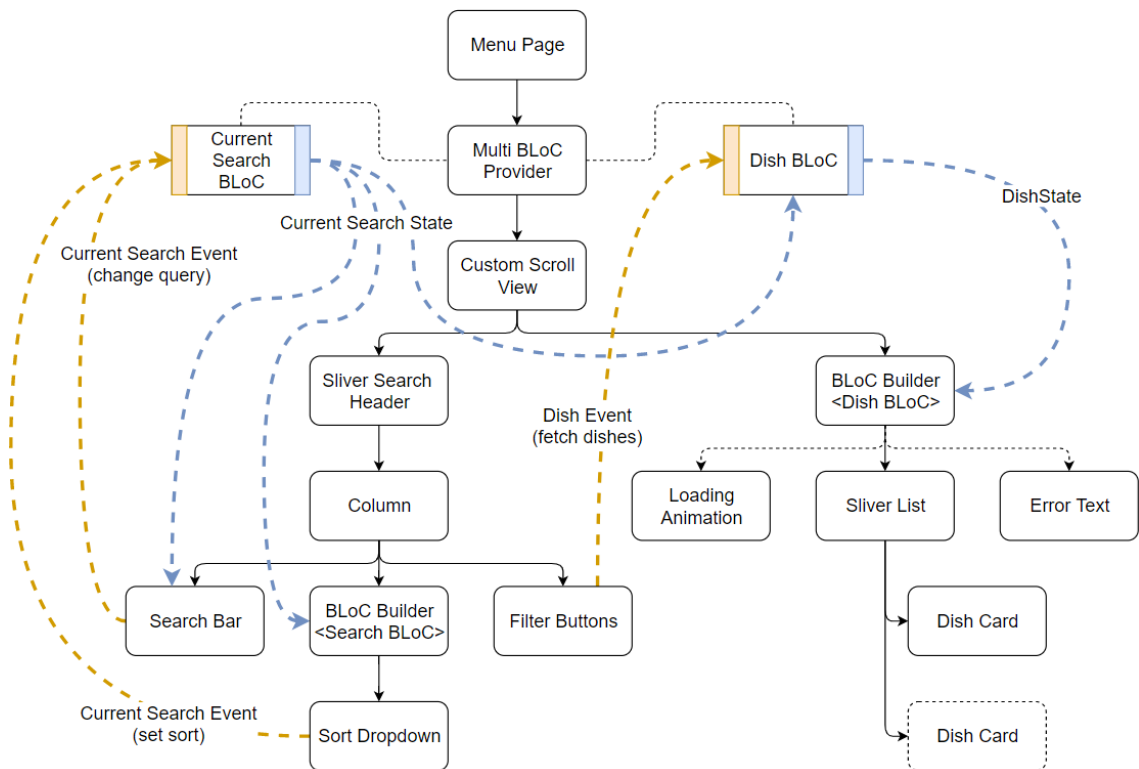 Menu Page
Current
Search
BLoC
Multi BLoC
Provider
Dish BLoC
Current Search State
DishState
Current Search Event
(change query)
Custom Scroll
View
Sliver Search
Header
BLoC Builder
<Dish BLoC>
Dish Event
(fetch dishes)
Column
Loading
Animation
Sliver List
Error Text
Search Bar
BLoC Builder
<Search BLoC>
Filter Buttons
Dish Card
Current Search Event
(set sort)
Sort Dropdown
Dish Card